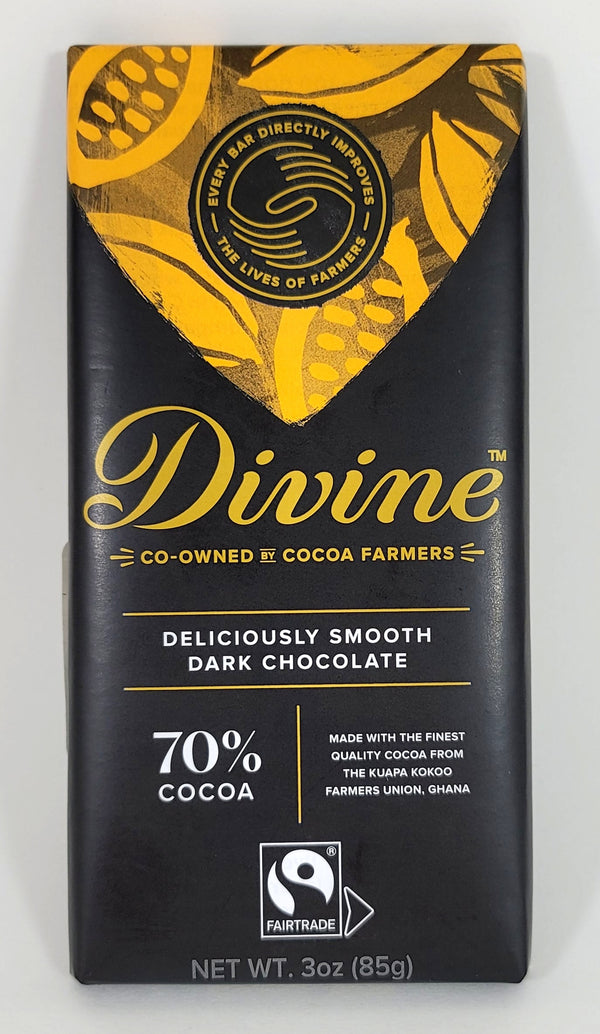 EVERY BAR DIRECTLY IMPROVES
— THE LIVES OF FARMERS —
Divine™
CO-OWNED BY COCOA FARMERS
DELICIOUSLY SMOOTH
DARK CHOCOLATE
70%
COCOA
MADE WITH THE FINEST
QUALITY COCOA FROM
THE KUAPA KOKOO
FARMERS UNION, GHANA
®
FAIRTRADE
NET WT. 3oz (85g)